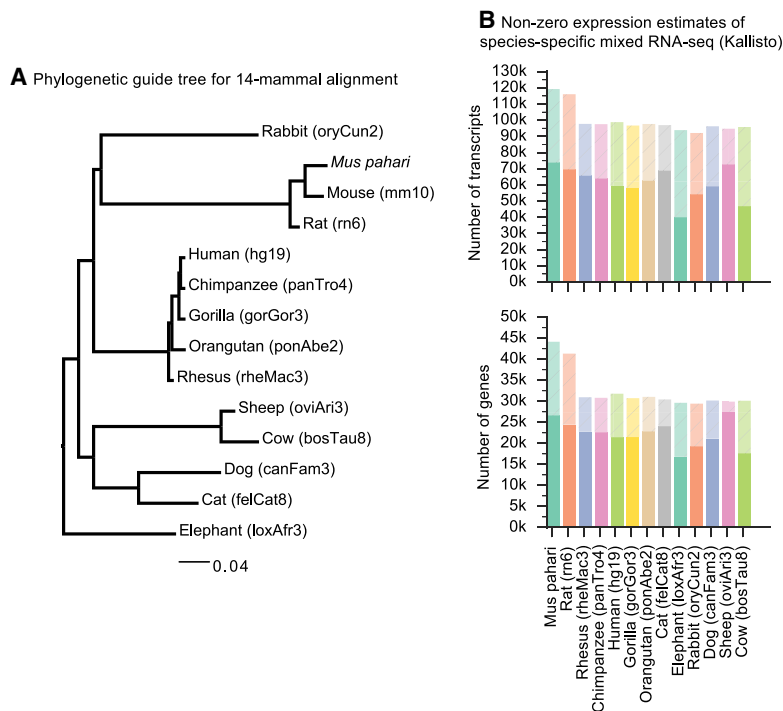 A Phylogenetic guide tree for 14-mammal alignment
Rabbit (oryCun2)
Mus pahari
Mouse (mm10)
Rat (rn6)
Human (hg19)
Chimpanzee (panTro4)
Gorilla (gorGor3)
Orangutan (ponAbe2)
Rhesus (rheMac3)
Sheep (oviAri3)
Cow (bosTau8)
Dog (canFam3)
Cat (felCat8)
Elephant (loxAfr3)
0.04
B Non-zero expression estimates of
species-specific mixed RNA-seq (Kallisto)
Number of transcripts
130k
120k
110k
100k
90k
80k
70k
60k
50k
40k
30k
20k
10k
0k
Number of genes
50k
45k
40k
35k
30k
25k
20k
15k
10k
5k
0k
Mus pahari
Rat (rn6)
Rhesus (rheMac3)
Chimpanzee (panTro4)
Human (hg19)
Gorilla (gorGor3)
Orangutan (ponAbe2)
Cat (felCat8)
Elephant (loxAfr3)
Rabbit (oryCun2)
Dog (canFam3)
Sheep (oviAri3)
Cow (bosTau8)